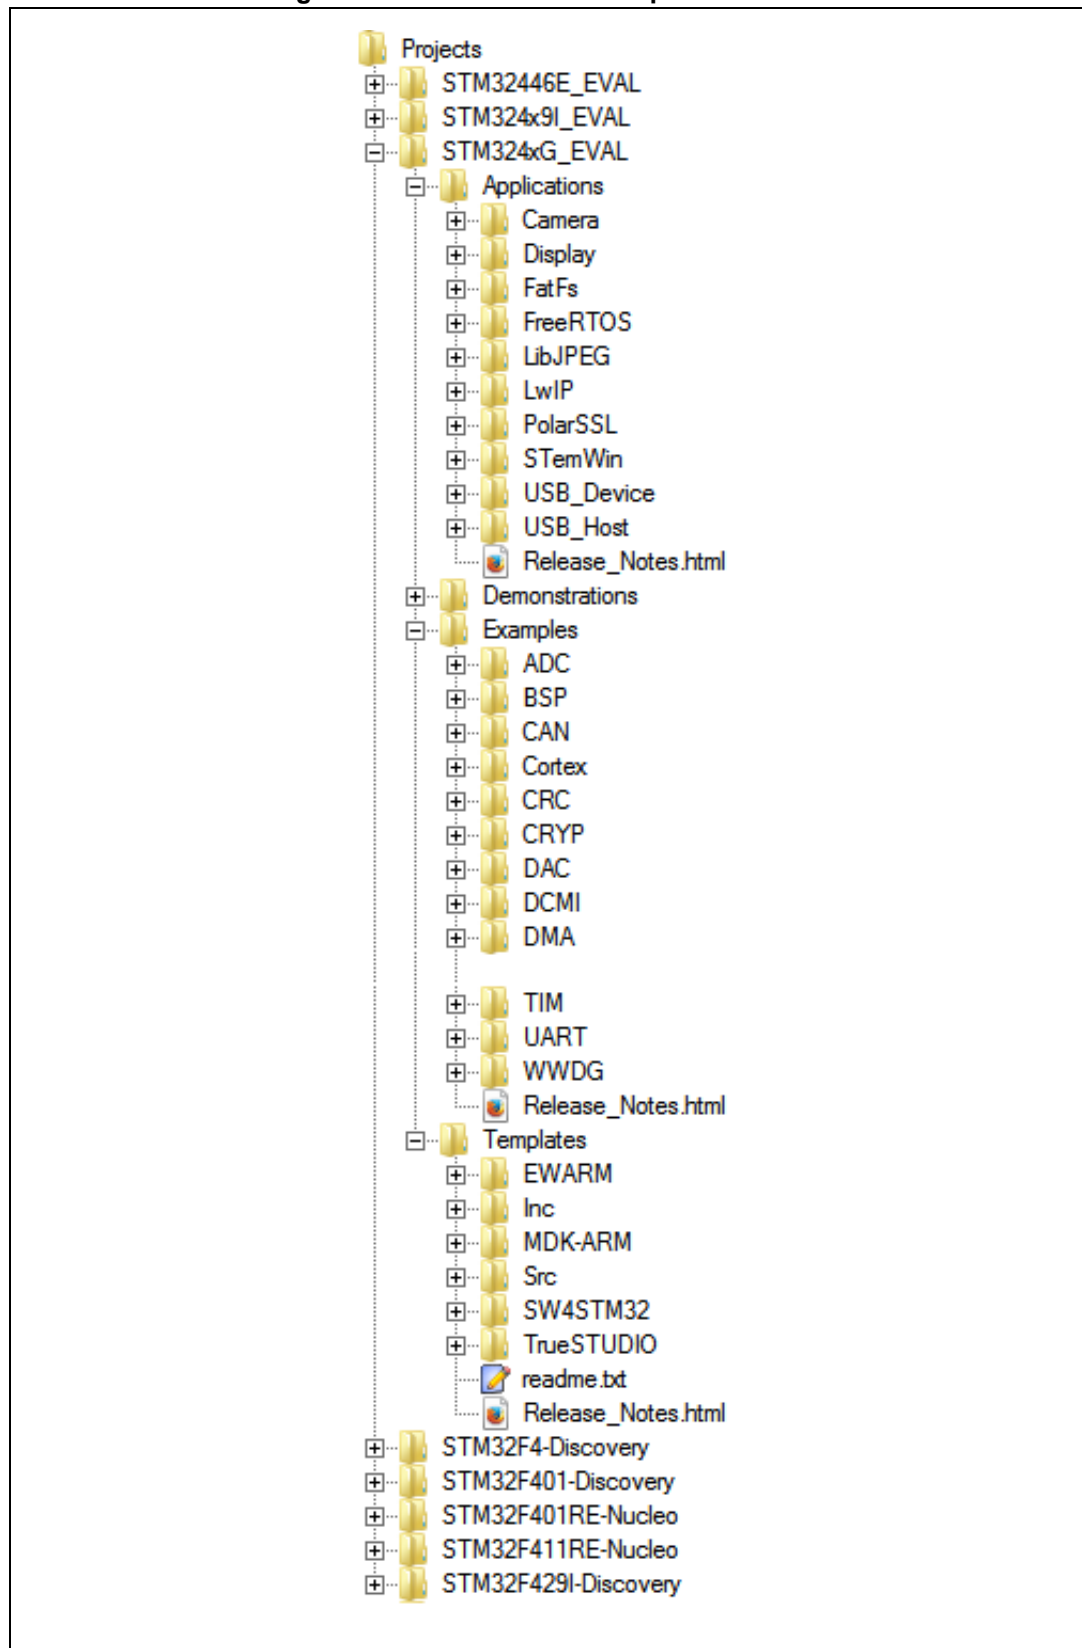 Projects
STM32446E_EVAL
STM324x9I_EVAL
STM324xG_EVAL
Applications
Camera
Display
FatFs
FreeRTOS
LibJPEG
LwIP
PolarSSL
STemWin
USB_Device
USB_Host
Release_Notes.html
Demonstrations
Examples
ADC
BSP
CAN
Cortex
CRC
CRYP
DAC
DCMI
DMA
TIM
UART
WWDG
Release_Notes.html
Templates
EWARM
Inc
MDK-ARM
Src
SW4STM32
TrueSTUDIO
readme.txt
Release_Notes.html
STM32F4-Discovery
STM32F401-Discovery
STM32F401RE-Nucleo
STM32F411RE-Nucleo
STM32F429I-Discovery